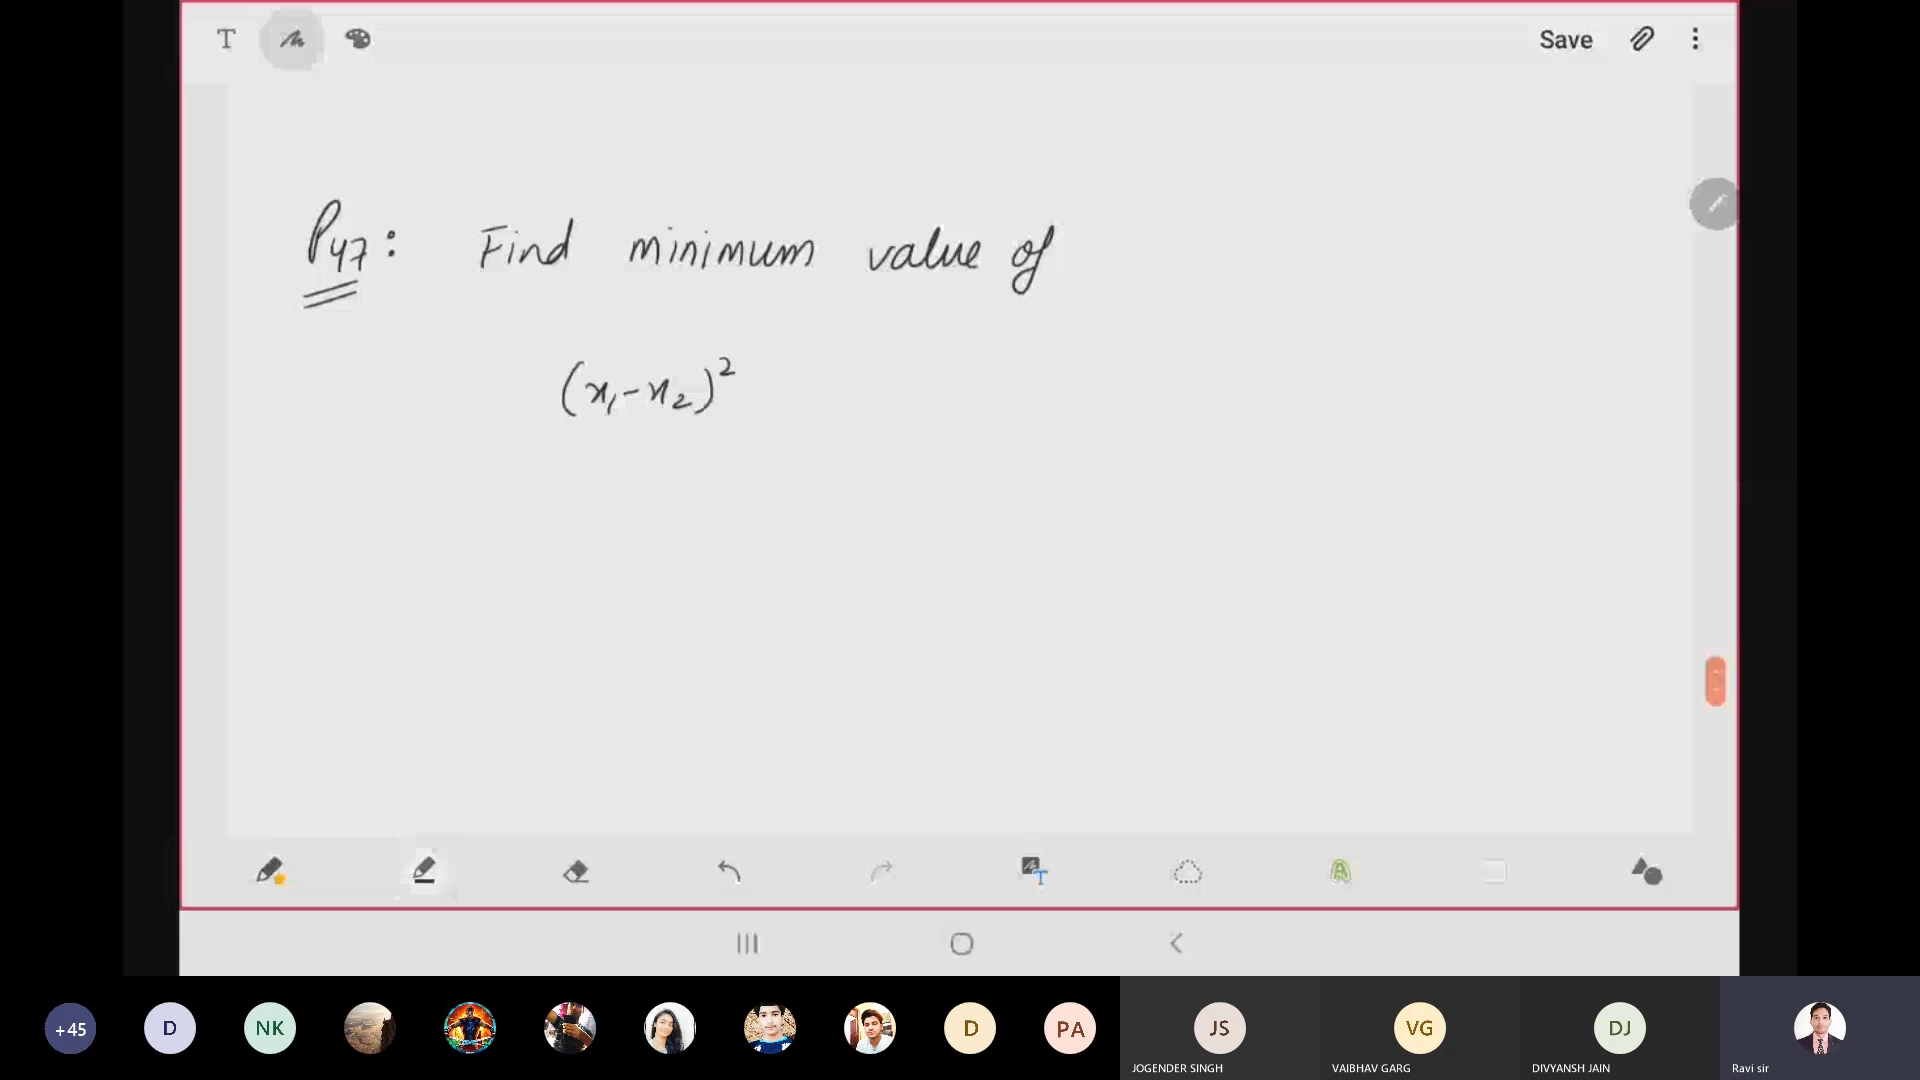 T
Save
P47: Find minimum value of
(x₁-x₂)²
T
A
+45
D
NK
D
PA
JS
VG
DJ
JOGENDER SINGH
VAIBHAV GARG
DIVYANSH JAIN
Ravi sir